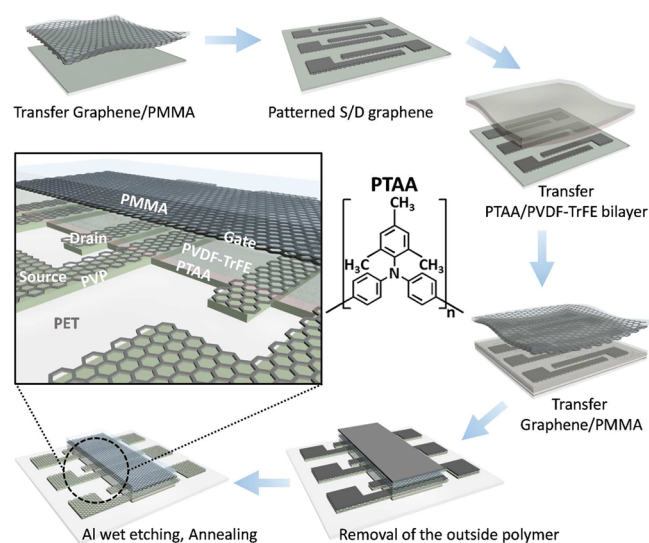 Transfer Graphene/PMMA
Patterned S/D graphene
Transfer
PTAA/PVDF-TrFE bilayer
PMMA
Gate
Drain
PVDF-TrFE
PTAA
Source
PVP
PET
PTAA
CH₃
H₃C
CH₃
N
n
Transfer
Graphene/PMMA
Removal of the outside polymer
Al wet etching, Annealing